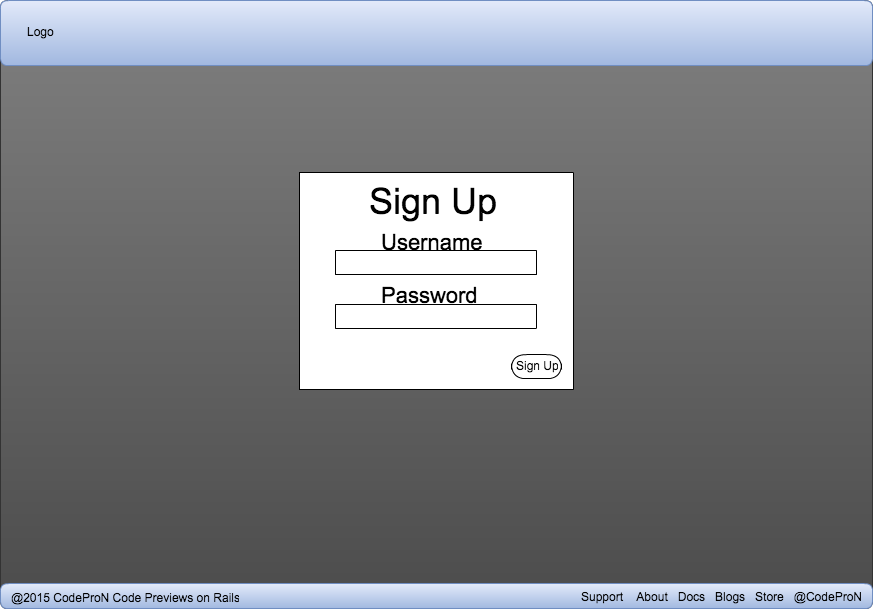 Logo
Sign Up
Username
Password
Sign Up
@2015 CodeProN Code Previews on Rails
Support About Docs Blogs Store @CodeProN